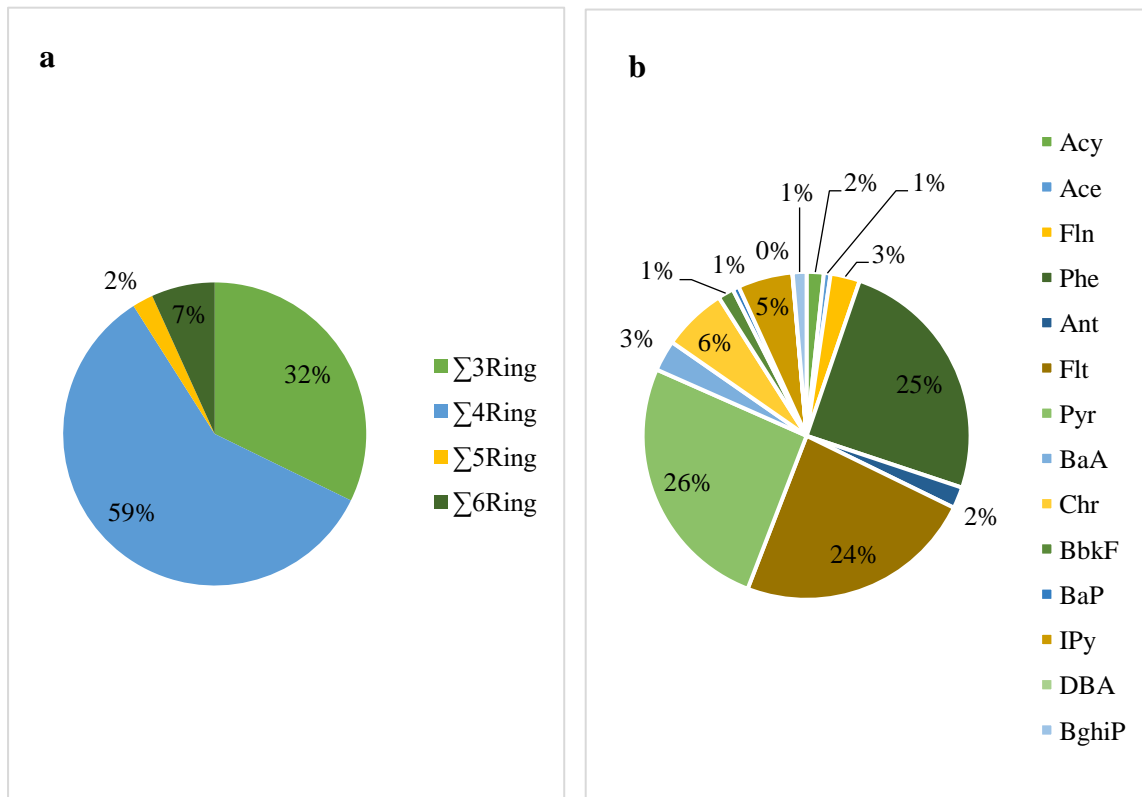 a
2%
7%
32%
59%
∑3Ring
∑4Ring
∑5Ring
∑6Ring
b
1%
2%
1%
0%
3%
1%
1%
5%
3%
6%
25%
26%
24%
2%
Acy
Ace
Fln
Phe
Ant
Flt
Pyr
BaA
Chr
BbkF
BaP
IPy
DBA
BghiP